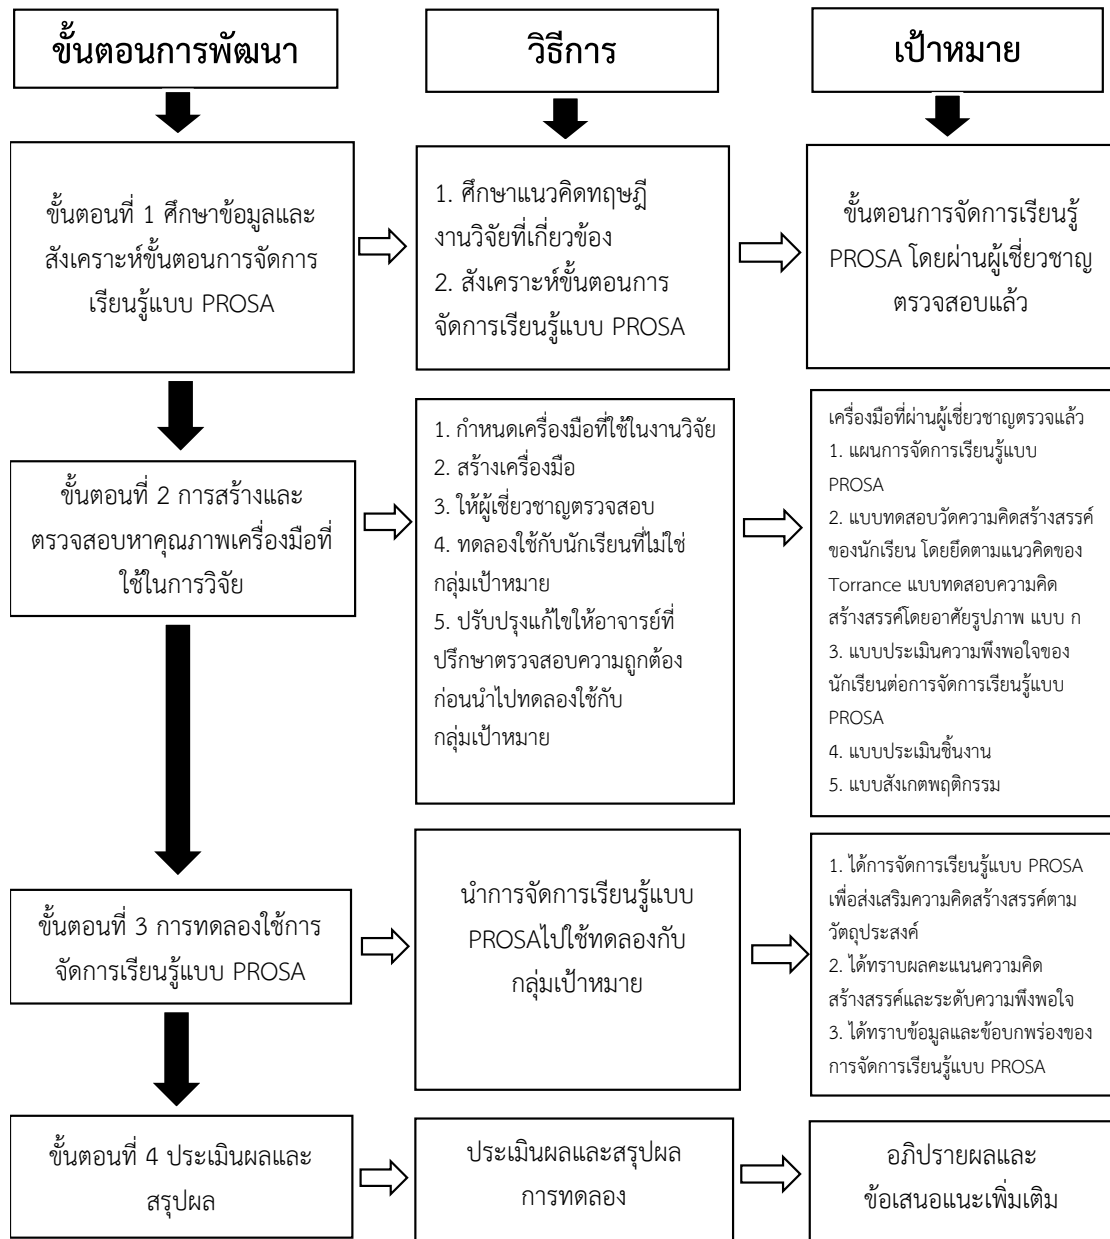 ขั้นตอนการพัฒนา
วิธีการ
เป้าหมาย
ขั้นตอนที่ 1 ศึกษาข้อมูลและ
สังเคราะห์ขั้นตอนการจัดการ
เรียนรู้แบบ PROSA
1. ศึกษาแนวคิดทฤษฎี
งานวิจัยที่เกี่ยวข้อง
2. สังเคราะห์ขั้นตอนการ
จัดการเรียนรู้แบบ PROSA
ขั้นตอนการจัดการเรียนรู้
PROSA โดยผ่านผู้เชี่ยวชาญ
ตรวจสอบแล้ว
ขั้นตอนที่ 2 การสร้างและ
ตรวจสอบหาคุณภาพเครื่องมือที่
ใช้ในการวิจัย
1. กำหนดเครื่องมือที่ใช้ในงานวิจัย
2. สร้างเครื่องมือ
3. ให้ผู้เชี่ยวชาญตรวจสอบ
4. ทดลองใช้กับนักเรียนที่ไม่ใช่
กลุ่มเป้าหมาย
5. ปรับปรุงแก้ไขให้อาจารย์ที่
ปรึกษาตรวจสอบความถูกต้อง
ก่อนนำไปทดลองใช้กับ
กลุ่มเป้าหมาย
เครื่องมือที่ผ่านผู้เชี่ยวชาญตรวจแล้ว
1. แผนการจัดการเรียนรู้แบบ
PROSA
2. แบบทดสอบวัดความคิดสร้างสรรค์
ของนักเรียน โดยยึดตามแนวคิดของ
Torrance แบบทดสอบความคิด
สร้างสรรค์โดยอาศัยรูปภาพ แบบ ก
3. แบบประเมินความพึงพอใจของ
นักเรียนต่อการจัดการเรียนรู้แบบ
PROSA
4. แบบประเมินชิ้นงาน
5. แบบสังเกตพฤติกรรม
ขั้นตอนที่ 3 การทดลองใช้การ
จัดการเรียนรู้แบบ PROSA
นำการจัดการเรียนรู้แบบ
PROSAไปใช้ทดลองกับ
กลุ่มเป้าหมาย
1. ได้การจัดการเรียนรู้แบบ PROSA
เพื่อส่งเสริมความคิดสร้างสรรค์ตาม
วัตถุประสงค์
2. ได้ทราบผลคะแนนความคิด
สร้างสรรค์และระดับความพึงพอใจ
3. ได้ทราบข้อมูลและข้อบกพร่องของ
การจัดการเรียนรู้แบบ PROSA
ขั้นตอนที่ 4 ประเมินผลและ
สรุปผล
ประเมินผลและสรุปผล
การทดลอง
อภิปรายผลและ
ข้อเสนอแนะเพิ่มเติม